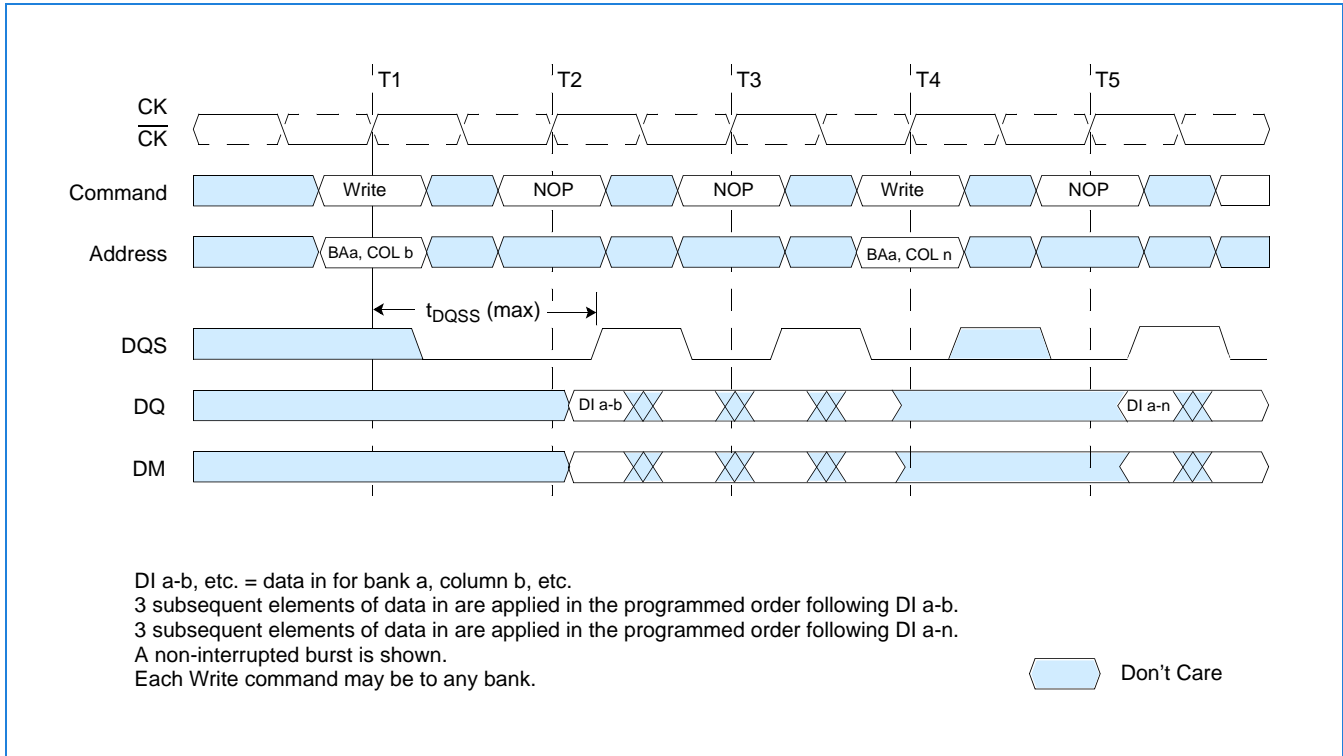 T1 T2 T3 T4 T5
CK
CK
Command Write NOP NOP Write NOP
Address BAa, COL b BAa, COL n
tDQSS (max)
DQS
DQ DI a-b DI a-n
DM
DI a-b, etc. = data in for bank a, column b, etc.
3 subsequent elements of data in are applied in the programmed order following DI a-b.
3 subsequent elements of data in are applied in the programmed order following DI a-n.
A non-interrupted burst is shown.
Each Write command may be to any bank.
Don't Care